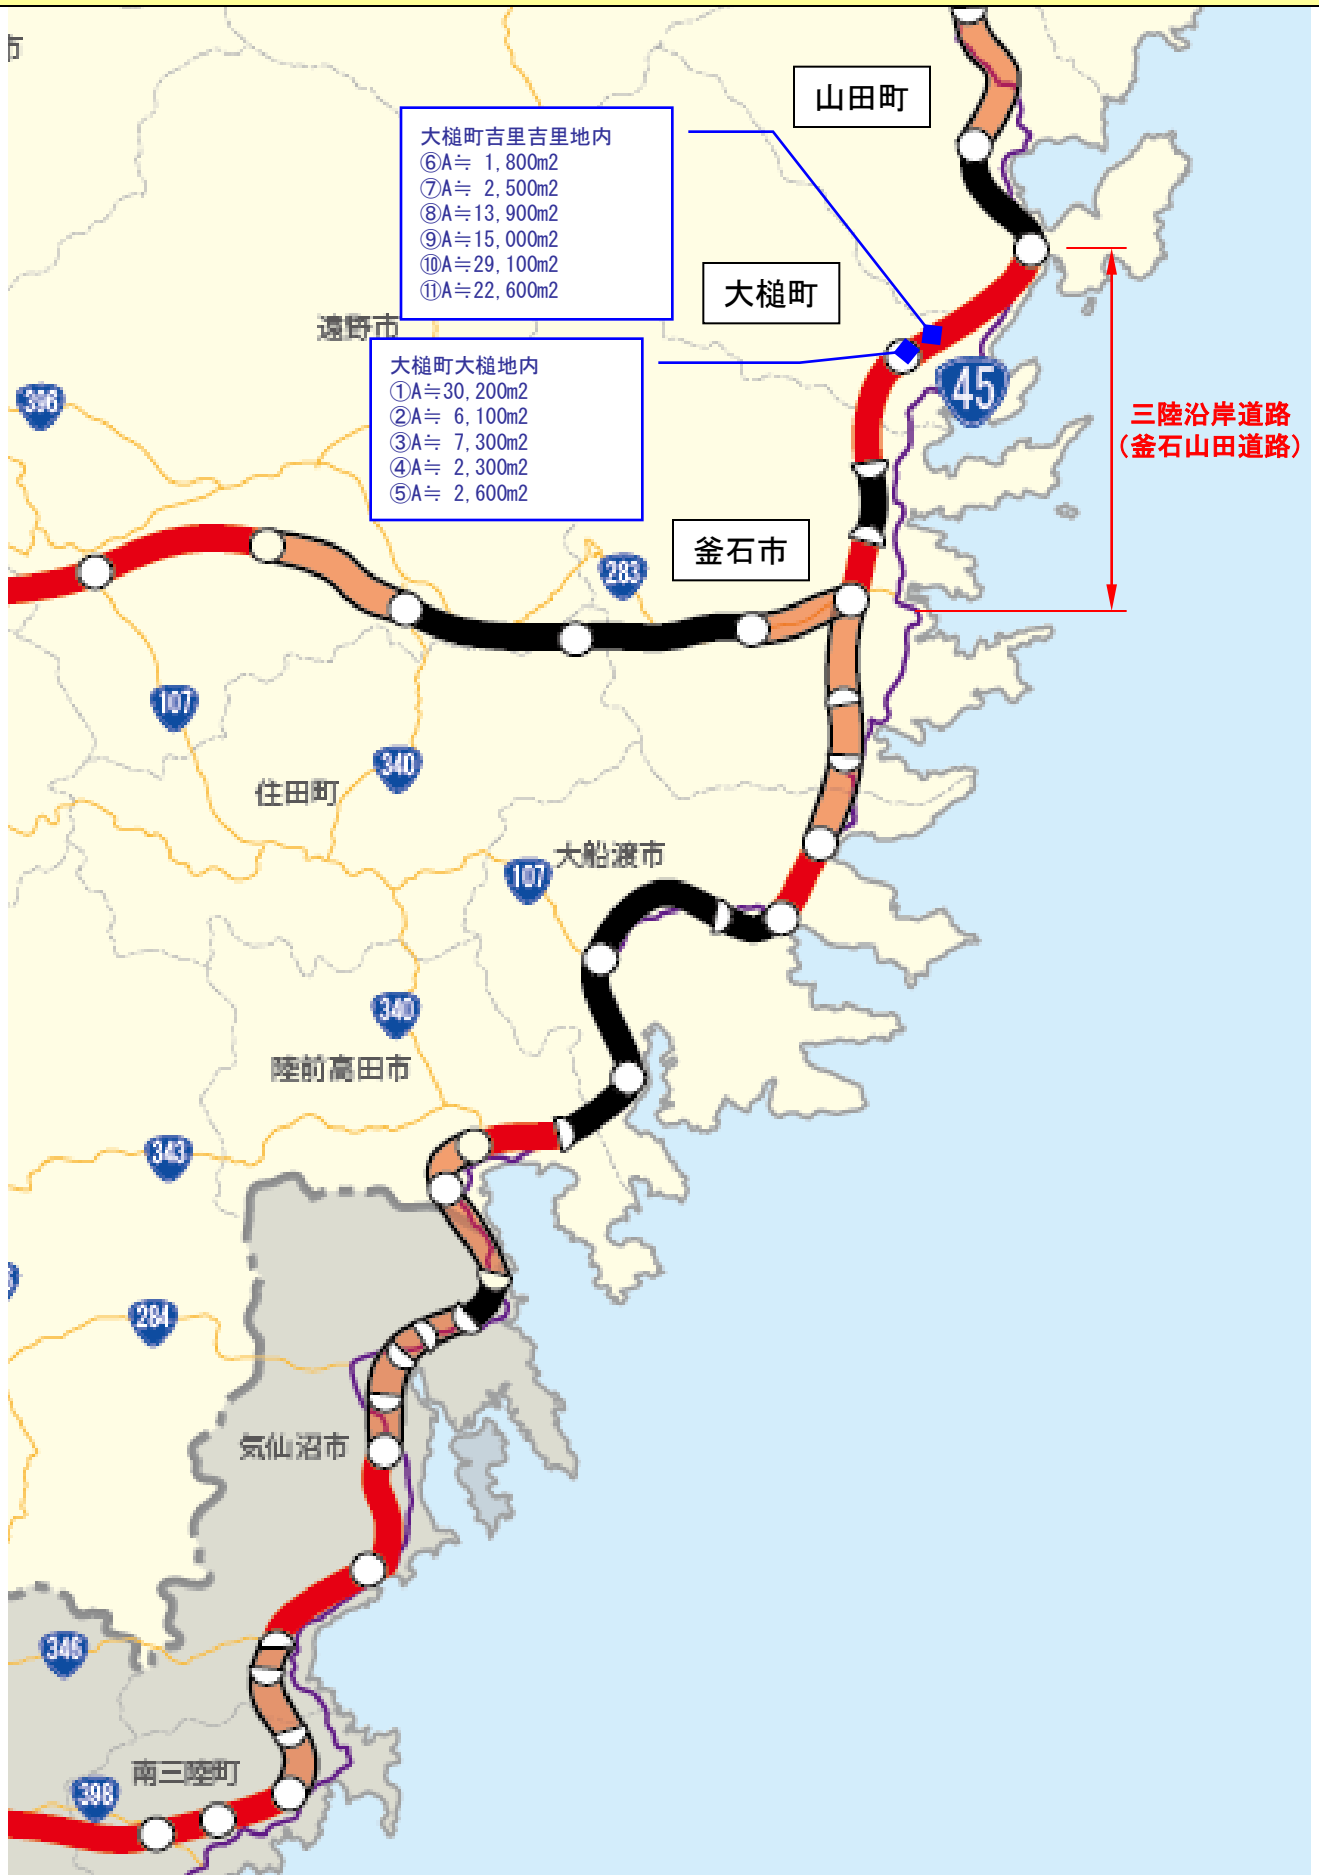 市
山田町
大槌町吉里吉里地内
⑥A≒ 1,800m2
⑦A≒ 2,500m2
⑧A≒13,900m2
⑨A≒15,000m2
⑩A≒29,100m2
⑪A≒22,600m2
大槌町
遠野市
大槌町大槌地内
①A≒30,200m2
②A≒ 6,100m2
③A≒ 7,300m2
④A≒ 2,300m2
⑤A≒ 2,600m2
396
45
三陸沿岸道路
(釜石山田道路)
釜石市
283
107
340
住田町
大船渡市
107
340
陸前高田市
343
284
気仙沼市
346
南三陸町
398